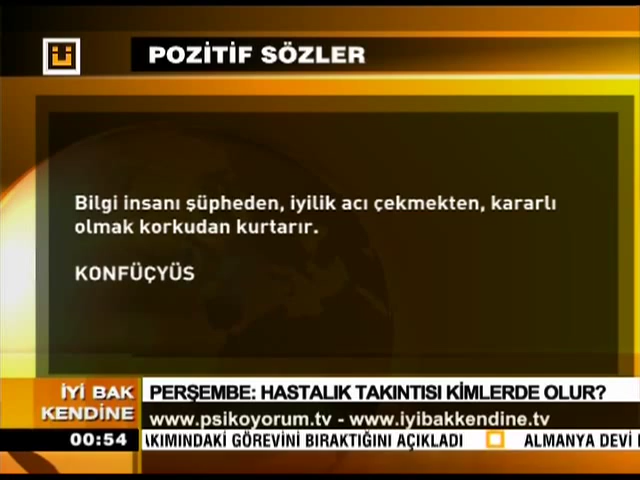 POZİTİF SÖZLER
Bilgi insanı şüpheden, iyilik acı çekmekten, kararlı
olmak korkudan kurtarır.
KONFÜÇYÜS
İYİ BAK
KENDİNE
PERŞEMBE: HASTALIK TAKINTISI KİMLERDE OLUR?
www.psikoyorum.tv - www.iyibakkendine.tv
00:54
AKIMINDAKİ GÖREVİNİ BIRAKTIĞINI AÇIKLADI ALMANYA DEVİ